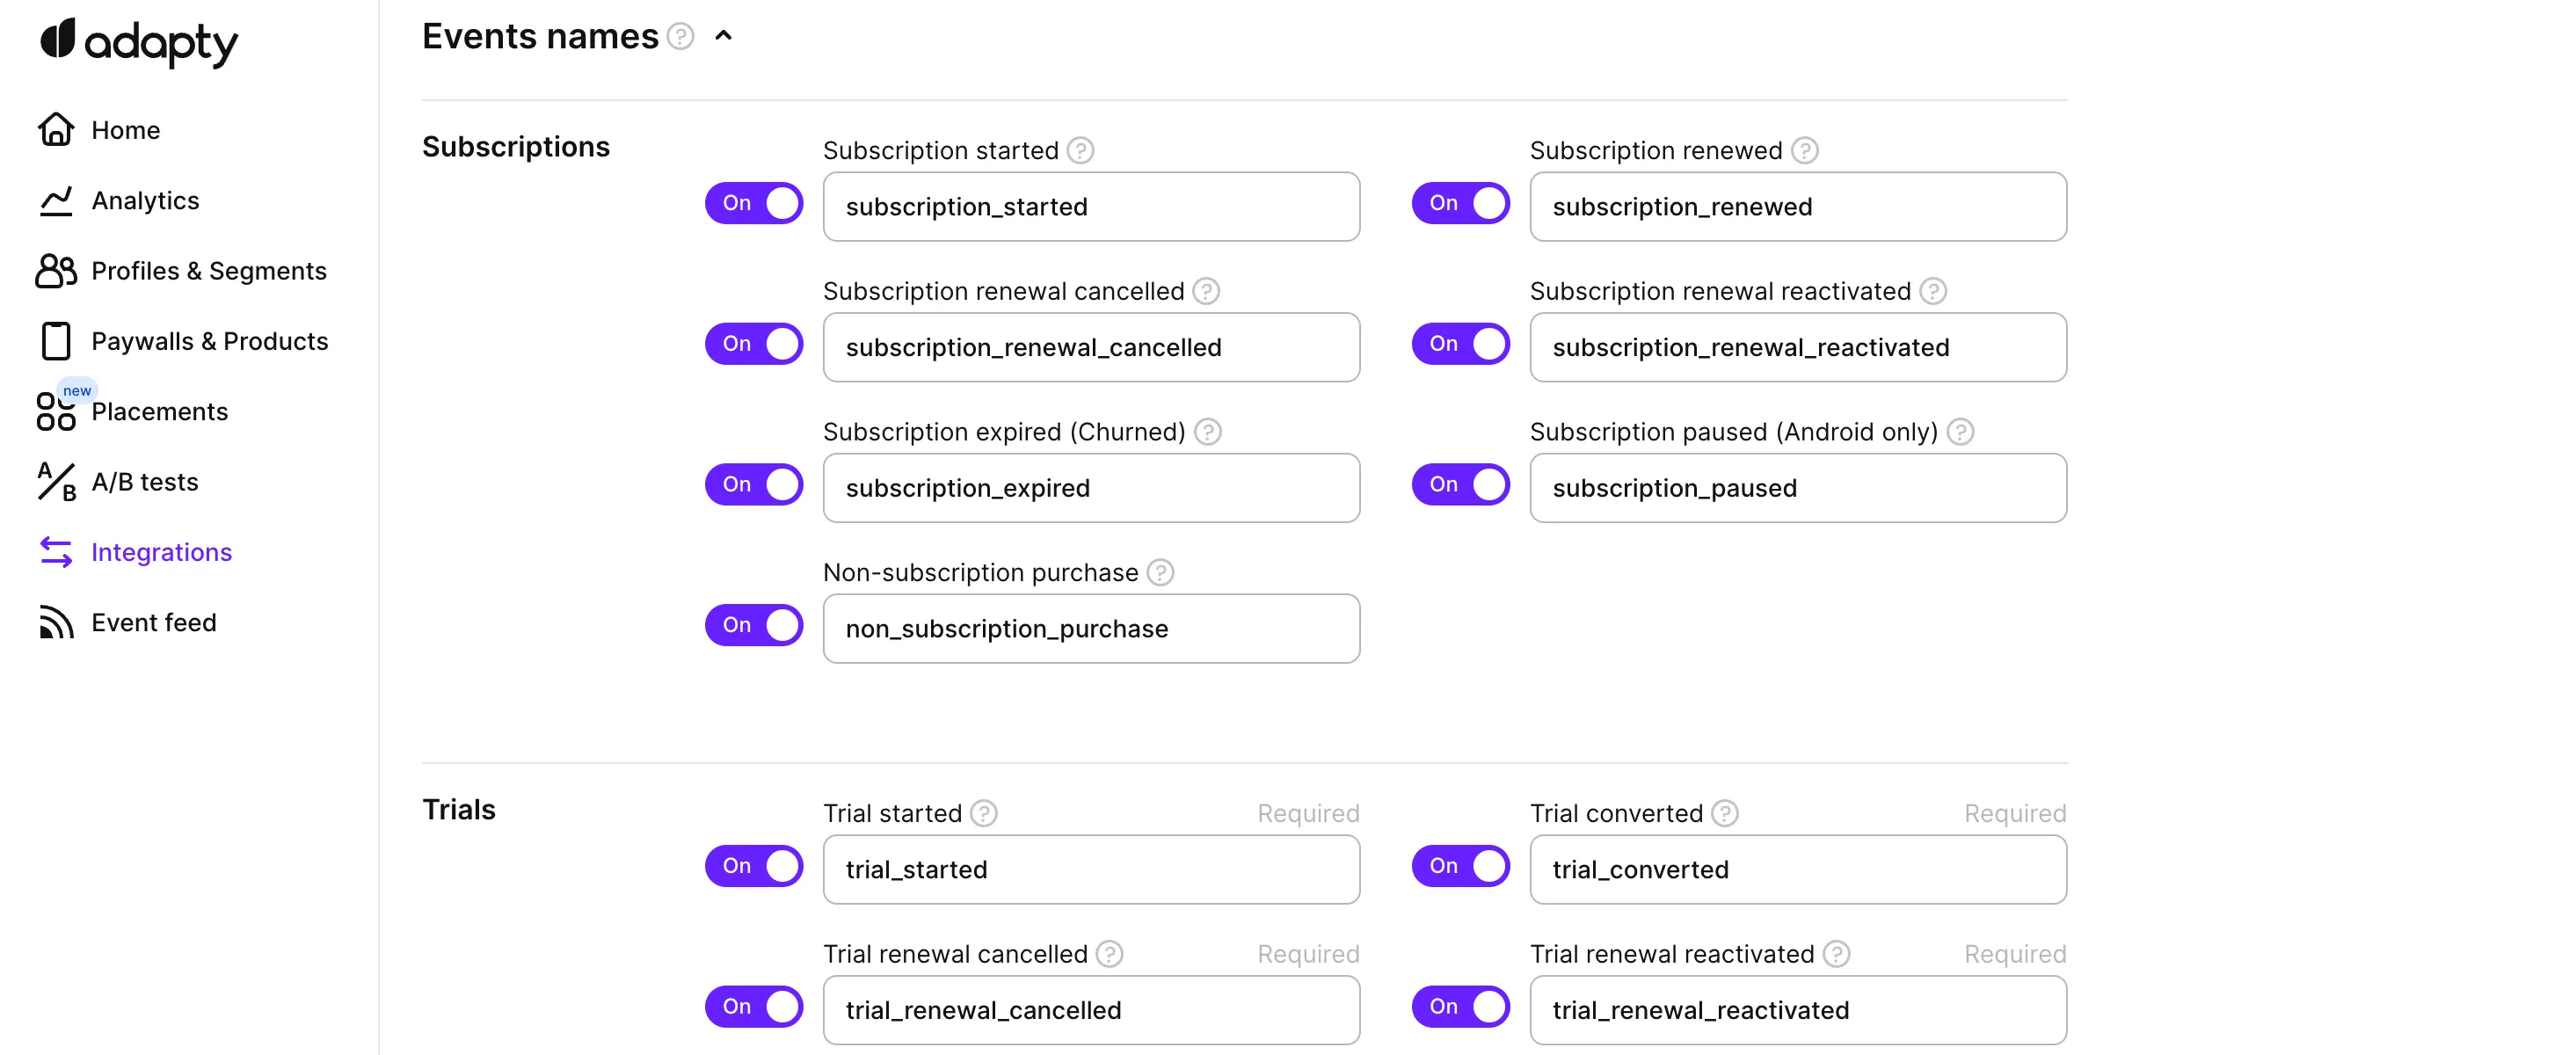 adapty
Home
Analytics
Profiles & Segments
Paywalls & Products
new
Placements
A/B
A/B tests
Integrations
Event feed
Events names ?
Subscriptions
Subscription started ?
On subscription_started
Subscription renewed ?
On subscription_renewed
Subscription renewal cancelled ?
On subscription_renewal_cancelled
Subscription renewal reactivated ?
On subscription_renewal_reactivated
Subscription expired (Churned) ?
On subscription_expired
Subscription paused (Android only) ?
On subscription_paused
Non-subscription purchase ?
On non_subscription_purchase
Trials
Trial started ? Required
On trial_started
Trial converted ? Required
On trial_converted
Trial renewal cancelled ? Required
On trial_renewal_cancelled
Trial renewal reactivated ? Required
On trial_renewal_reactivated